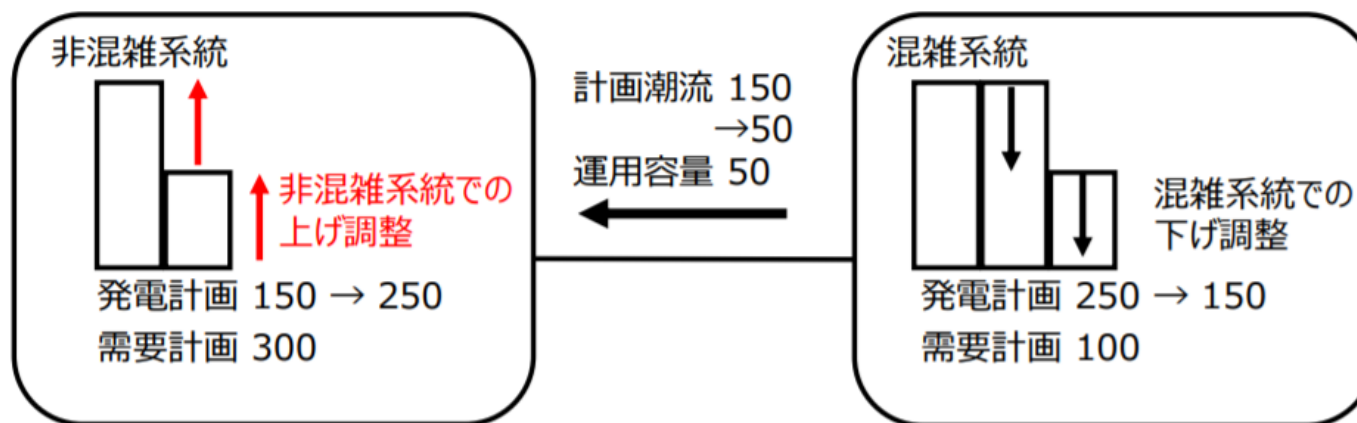 非混雑系統
非混雑系統での
上げ調整
発電計画 150 → 250
需要計画 300
計画潮流 150
→50
運用容量 50
混雑系統
混雑系統での
下げ調整
発電計画 250 → 150
需要計画 100